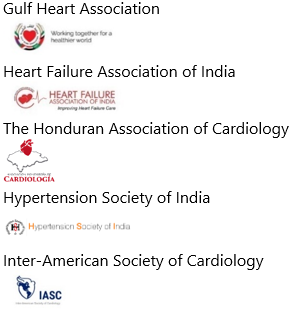 Gulf Heart Association
Working together for a
healthier world
Heart Failure Association of India
HEART FAILURE
ASSOCIATION OF INDIA
Improving Heart Failure Care
The Honduran Association of Cardiology
CARDIOLOGÍA
Hypertension Society of India
Hypertension Society of India
Inter-American Society of Cardiology
IASC